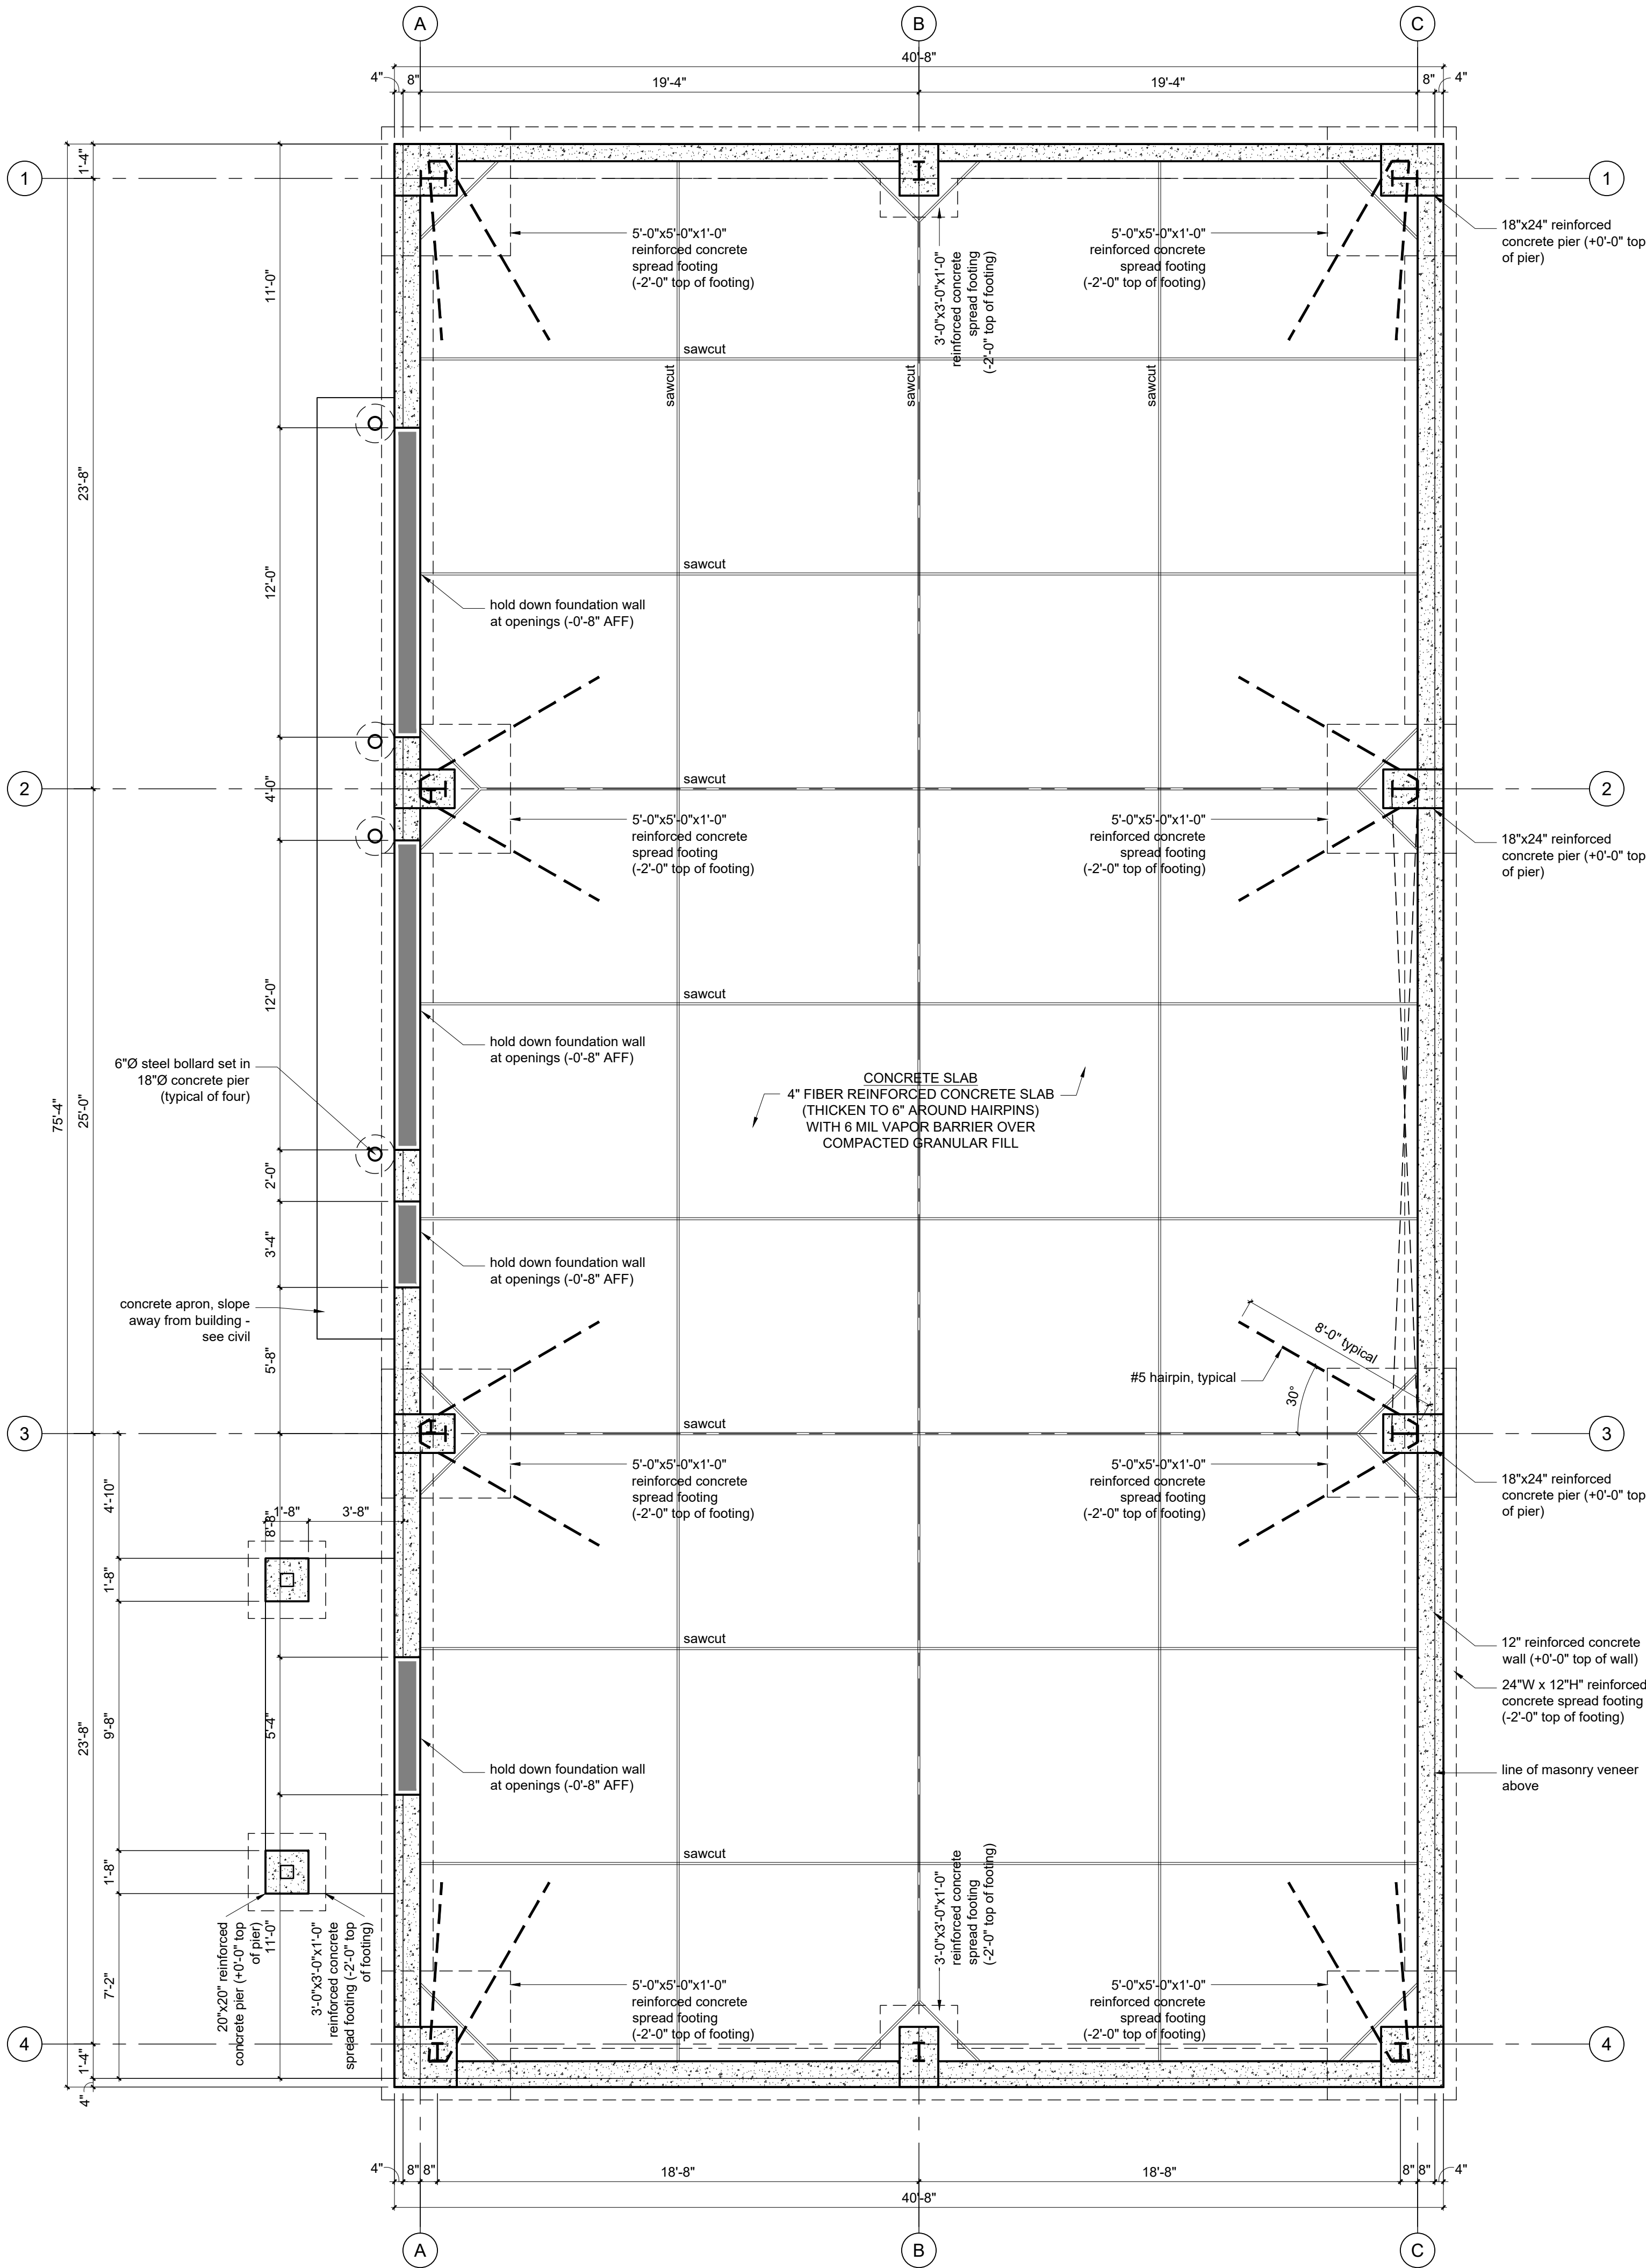 A
B
C
40'-8"
4"
8"
19'-4"
19'-4"
8"
4"
1'-4"
1
1
18"x24" reinforced
concrete pier (+0'-0" top
of pier)
5'-0"x5'-0"x1'-0"
reinforced concrete
spread footing
(-2'-0" top of footing)
3'-0"x3'-0"x1'-0"
reinforced concrete
spread footing
(-2'-0" top of footing)
5'-0"x5'-0"x1'-0"
reinforced concrete
spread footing
(-2'-0" top of footing)
11'-0"
sawcut
sawcut
sawcut
sawcut
23'-8"
12'-0"
sawcut
hold down foundation wall
at openings (-0'-8" AFF)
4'-0"
2
sawcut
2
5'-0"x5'-0"x1'-0"
reinforced concrete
spread footing
(-2'-0" top of footing)
5'-0"x5'-0"x1'-0"
reinforced concrete
spread footing
(-2'-0" top of footing)
18"x24" reinforced
concrete pier (+0'-0" top
of pier)
12'-0"
sawcut
hold down foundation wall
at openings (-0'-8" AFF)
6"Ø steel bollard set in
18"Ø concrete pier
(typical of four)
CONCRETE SLAB
4" FIBER REINFORCED CONCRETE SLAB
(THICKEN TO 6" AROUND HAIRPINS)
WITH 6 MIL VAPOR BARRIER OVER
COMPACTED GRANULAR FILL
75'-4"
25'-0"
2'-0"
3'-4"
hold down foundation wall
at openings (-0'-8" AFF)
concrete apron, slope
away from building -
see civil
5'-8"
8'-0" typical
#5 hairpin, typical
30°
3
sawcut
3
4'-10"
1'-8"
3'-8"
8'-8"
5'-0"x5'-0"x1'-0"
reinforced concrete
spread footing
(-2'-0" top of footing)
5'-0"x5'-0"x1'-0"
reinforced concrete
spread footing
(-2'-0" top of footing)
18"x24" reinforced
concrete pier (+0'-0" top
of pier)
1'-8"
sawcut
12" reinforced concrete
wall (+0'-0" top of wall)
24"W x 12"H" reinforced
concrete spread footing
(-2'-0" top of footing)
23'-8"
9'-8"
5'-4"
hold down foundation wall
at openings (-0'-8" AFF)
line of masonry veneer
above
1'-8"
sawcut
20"x20" reinforced
concrete pier (+0'-0" top
of pier)
11'-0"
3'-0"x3'-0"x1'-0"
reinforced concrete
spread footing (-2'-0" top
of footing)
3'-0"x3'-0"x1'-0"
reinforced concrete
spread footing
(-2'-0" top of footing)
7'-2"
5'-0"x5'-0"x1'-0"
reinforced concrete
spread footing
(-2'-0" top of footing)
5'-0"x5'-0"x1'-0"
reinforced concrete
spread footing
(-2'-0" top of footing)
4
4
1'-4"
4"
4"
8"
8"
18'-8"
18'-8"
8"
8"
4"
40'-8"
A
B
C